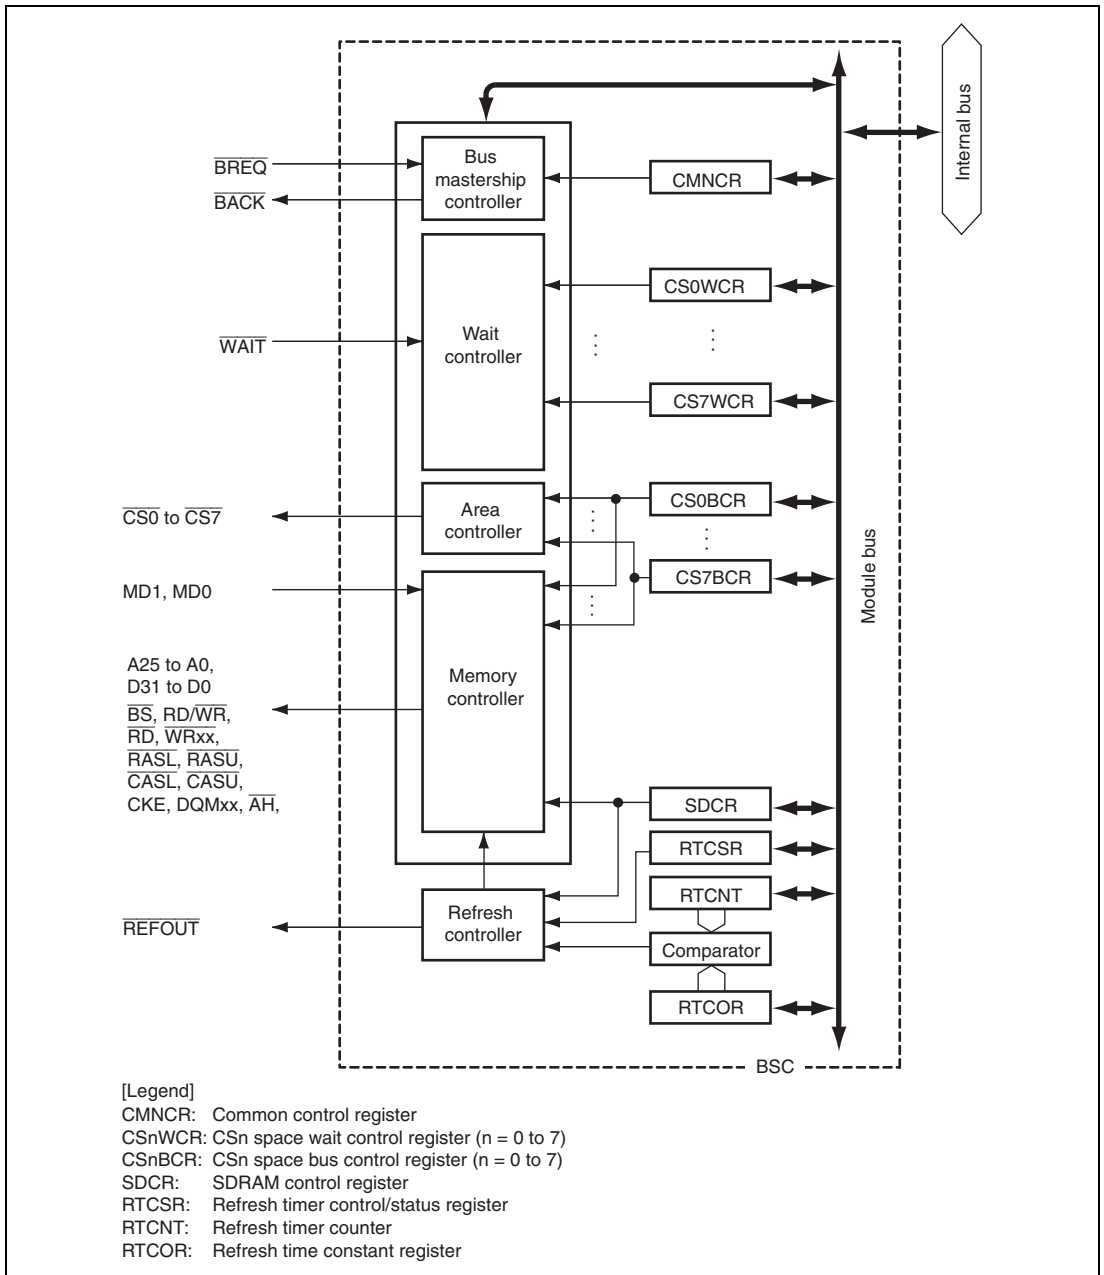 BREQ
BACK
Bus
mastership
controller
CMNCR
Internal bus
CS0WCR
WAIT
Wait
controller
CS7WCR
CS0 to CS7
Area
controller
CS0BCR
CS7BCR
MD1, MD0
Module bus
A25 to A0,
D31 to D0
BS, RD/WR,
RD, WRxx,
RASL, RASU,
CASL, CASU,
CKE, DQMxx, AH,
Memory
controller
SDCR
RTCSR
RTCNT
REFOUT
Refresh
controller
Comparator
RTCOR
BSC
[Legend]
CMNCR: Common control register
CSnWCR: CSn space wait control register (n = 0 to 7)
CSnBCR: CSn space bus control register (n = 0 to 7)
SDCR: SDRAM control register
RTCSR: Refresh timer control/status register
RTCNT: Refresh timer counter
RTCOR: Refresh time constant register